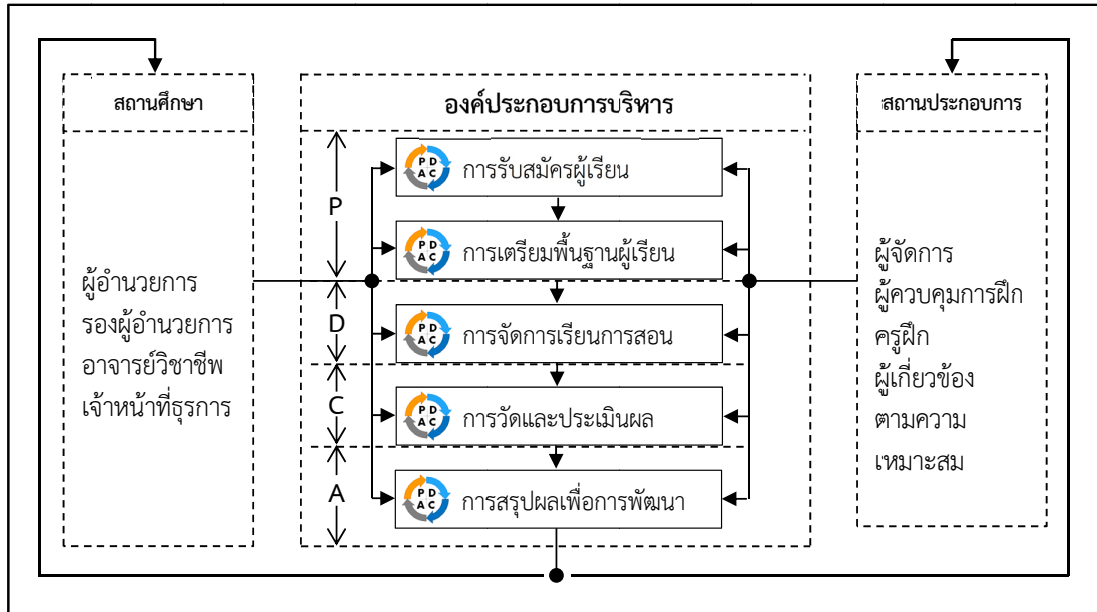 สถานศึกษา
ผู้อำนวยการ
รองผู้อำนวยการ
อาจารย์วิชาชีพ
เจ้าหน้าที่ธุรการ
องค์ประกอบการบริหาร
P
P D
A C
การรับสมัครผู้เรียน
P D
A C
การเตรียมพื้นฐานผู้เรียน
D
P D
A C
การจัดการเรียนการสอน
C
P D
A C
การวัดและประเมินผล
A
P D
A C
การสรุปผลเพื่อการพัฒนา
สถานประกอบการ
ผู้จัดการ
ผู้ควบคุมการฝึก
ครูฝึก
ผู้เกี่ยวข้อง
ตามความ
เหมาะสม